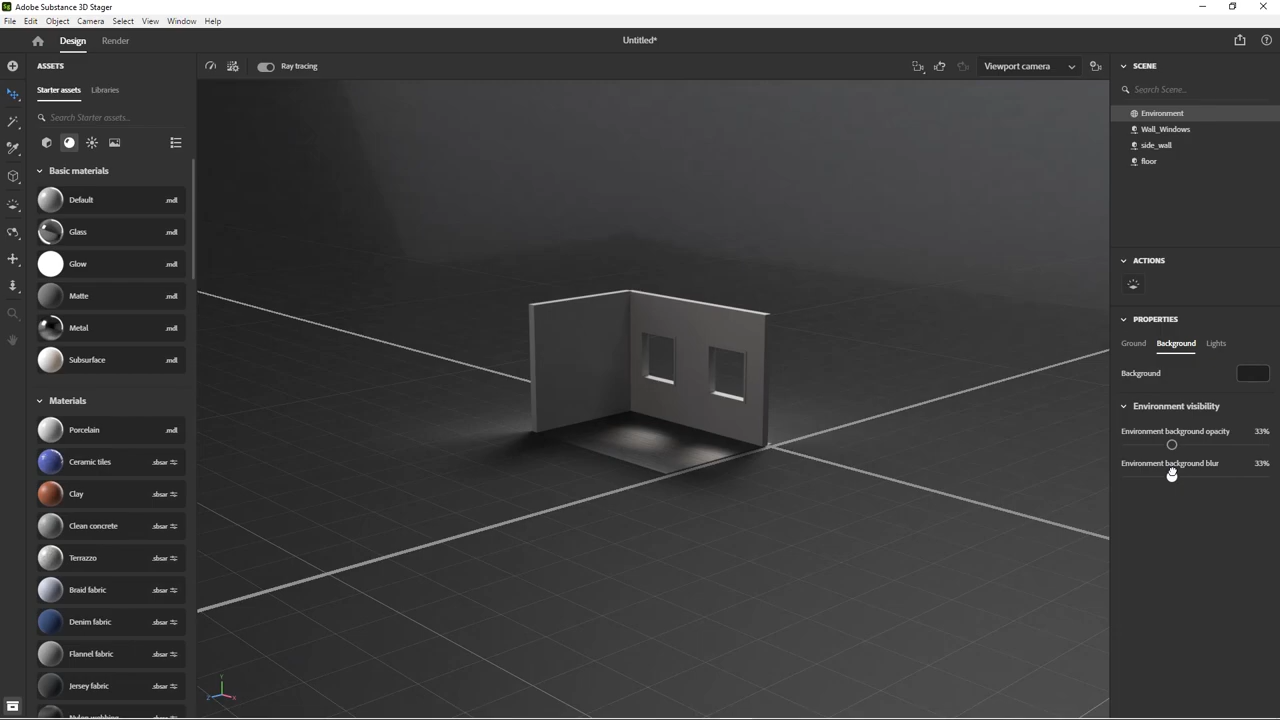 Adobe Substance 3D Stager
File Edit Object Camera Select View Window Help
Design Render Untitled*
ASSETS
Starter assets Libraries
Search Starter assets...
Basic materials
Default .mdl
Glass .mdl
Glow .mdl
Matte .mdl
Metal .mdl
Subsurface .mdl
Materials
Porcelain .mdl
Ceramic tiles .sbsar
Clay .sbsar
Clean concrete .sbsar
Terrazzo .sbsar
Braid fabric .sbsar
Denim fabric .sbsar
Flannel fabric .sbsar
Jersey fabric .sbsar
Ray tracing
Viewport camera
Y
Z X
SCENE
Search Scene...
Environment
Wall_Windows
side_wall
floor
ACTIONS
PROPERTIES
Ground Background Lights
Background
Environment visibility
Environment background opacity 33%
Environment background blur 33%